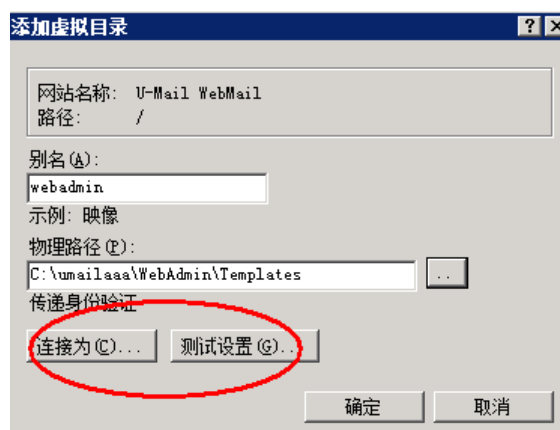 添加虚拟目录
网站名称: U-Mail WebMail
路径: /
别名(A):
webadmin
示例: 映像
物理路径(P):
C:\umailaaa\WebAdmin\Templates
..
传递身份验证
连接为(C)... 测试设置(G)...
确定 取消